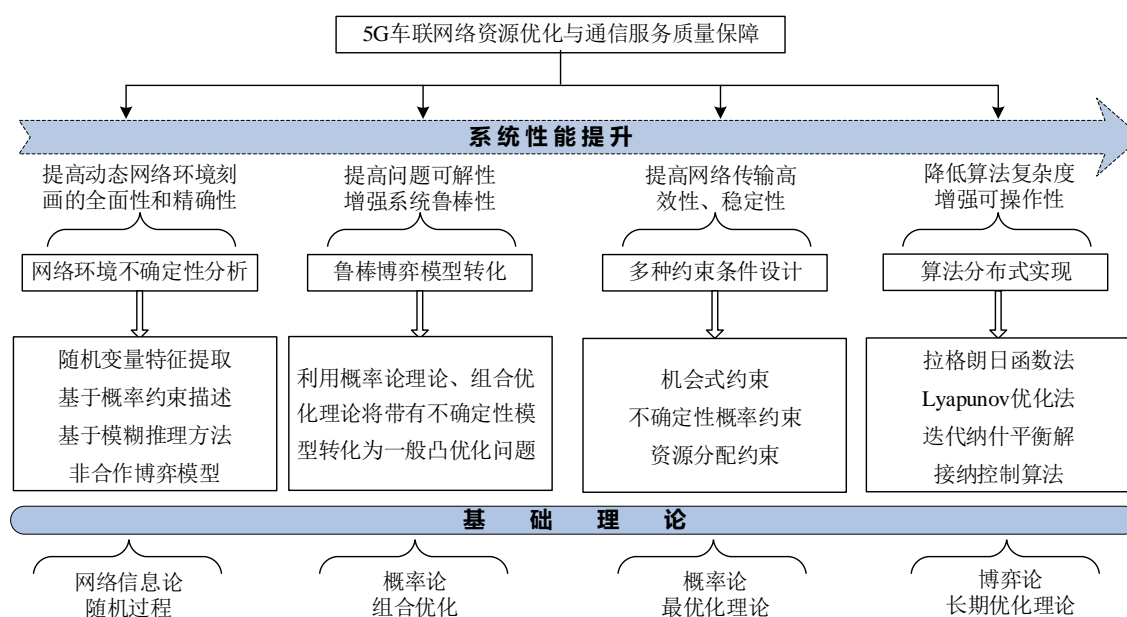 5G车联网络资源优化与通信服务质量保障
系统性能提升
提高动态网络环境刻
画的全面性和精确性
提高问题可解性
增强系统鲁棒性
提高网络传输高
效性、稳定性
降低算法复杂度
增强可操作性
网络环境不确定性分析
鲁棒博弈模型转化
多种约束条件设计
算法分布式实现
随机变量特征提取
基于概率约束描述
基于模糊推理方法
非合作博弈模型
利用概率论理论、组合优
化理论将带有不确定性模
型转化为一般凸优化问题
机会式约束
不确定性概率约束
资源分配约束
拉格朗日函数法
Lyapunov优化法
迭代纳什平衡解
接纳控制算法
基础理论
网络信息论
随机过程
概率论
组合优化
概率论
最优化理论
博弈论
长期优化理论